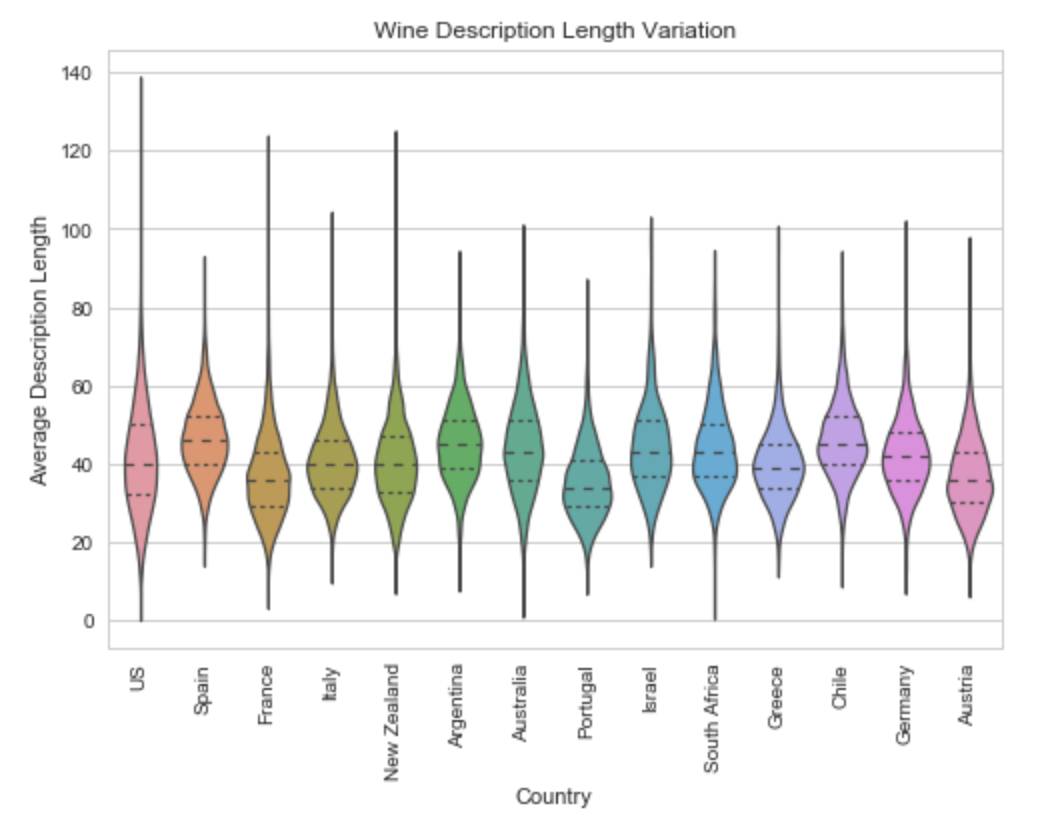 Wine Description Length Variation
Average Description Length
140
120
100
80
60
40
20
0
US
Spain
France
Italy
New Zealand
Argentina
Australia
Portugal
Israel
South Africa
Greece
Chile
Germany
Austria
Country